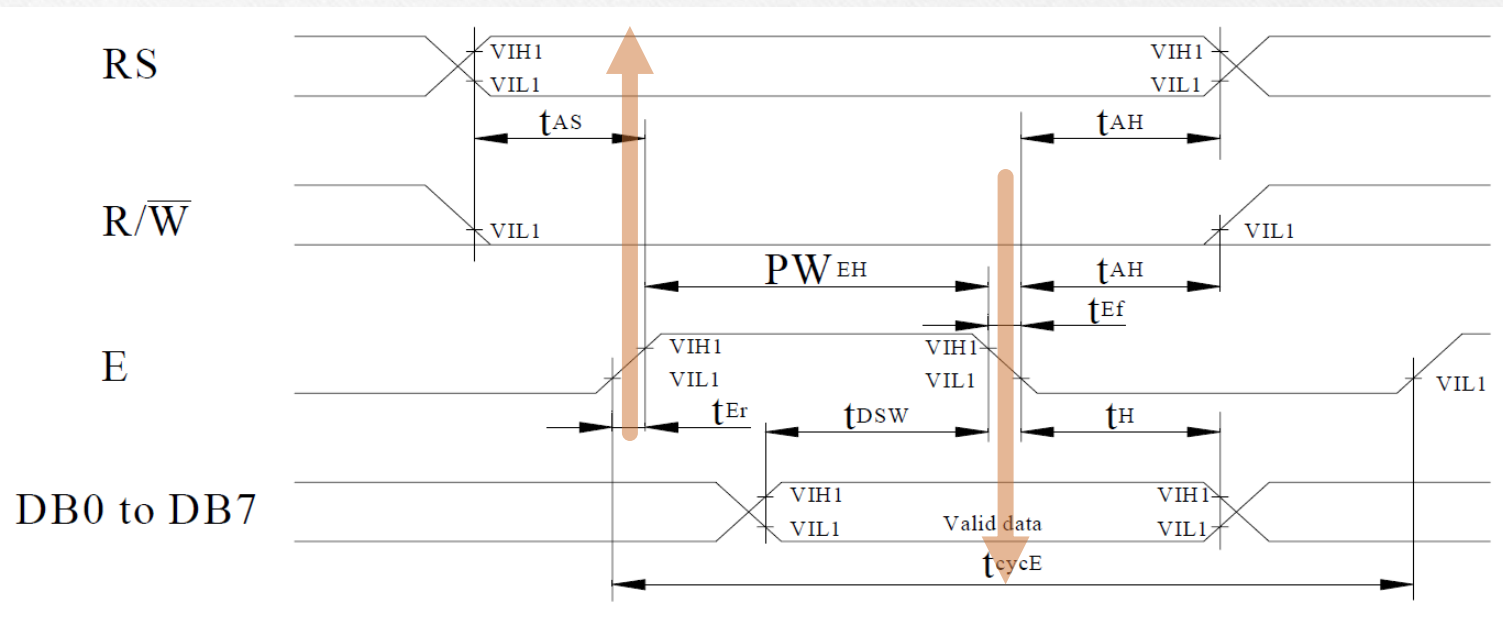 RS
VIH1
VIL1
VIH1
VIL1
tAS
tAH
R/W̅
VIL1
VIL1
PWEH
tAH
tEf
E
VIH1
VIL1
VIH1
VIL1
VIL1
tEr
tDSW
tH
DB0 to DB7
VIH1
VIL1
Valid data
VIH1
VIL1
tcycE